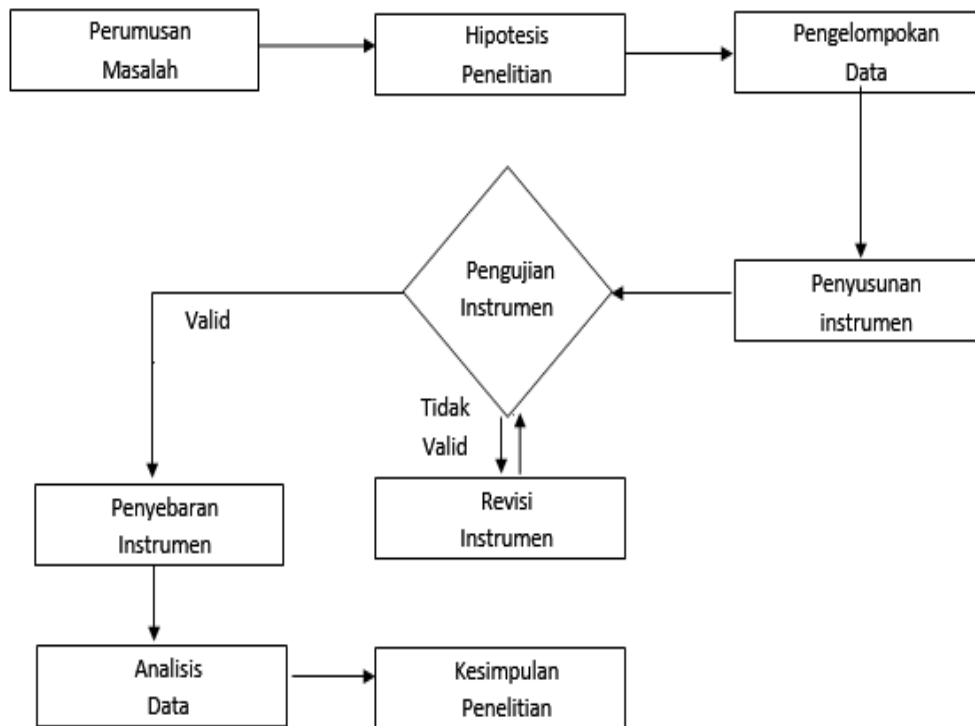 Perumusan
Masalah
Hipotesis
Penelitian
Pengelompokan
Data
Pengujian
Instrumen
Penyusunan
instrumen
Valid
Tidak
Valid
Penyebaran
Instrumen
Revisi
Instrumen
Analisis
Data
Kesimpulan
Penelitian